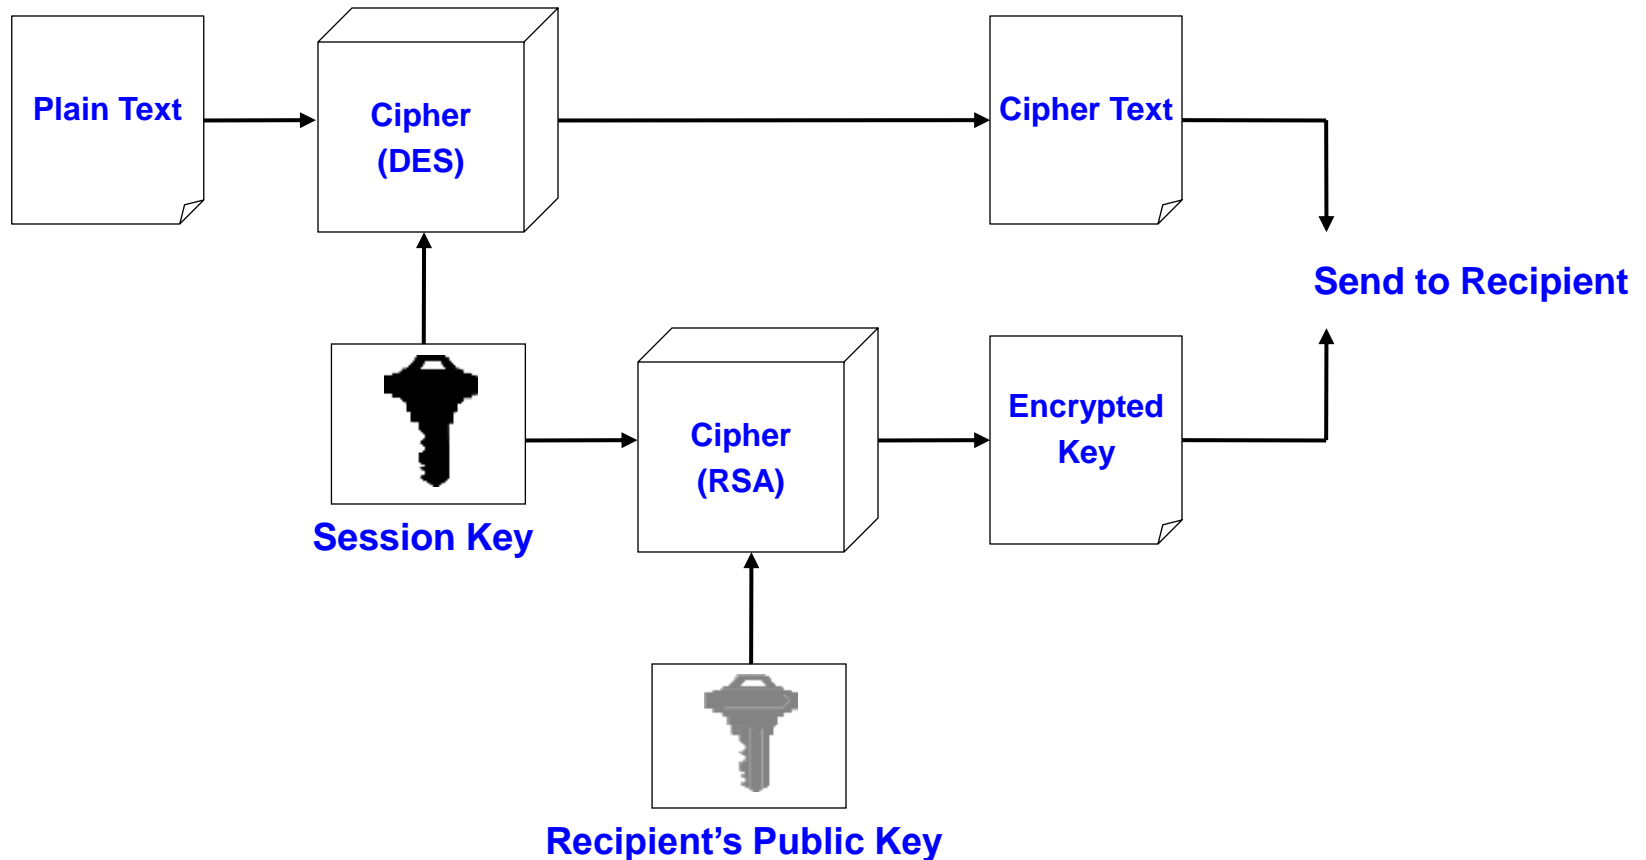 Plain Text
Cipher
(DES)
Cipher Text
Send to Recipient
Session Key
Cipher
(RSA)
Encrypted
Key
Recipient’s Public Key